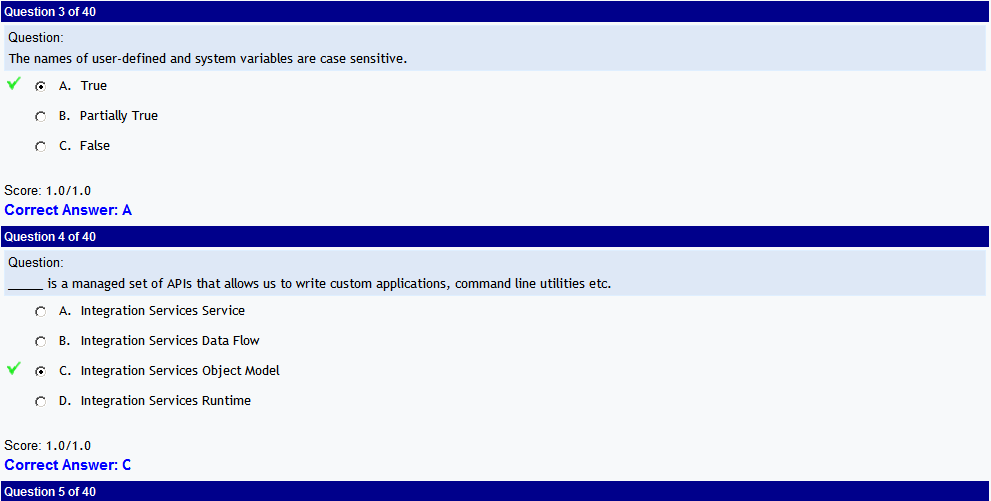 Question 3 of 40
Question:
The names of user-defined and system variables are case sensitive.
A. True
B. Partially True
C. False
Score: 1.0/1.0
Correct Answer: A
Question 4 of 40
Question:
_____ is a managed set of APIs that allows us to write custom applications, command line utilities etc.
A. Integration Services Service
B. Integration Services Data Flow
C. Integration Services Object Model
D. Integration Services Runtime
Score: 1.0/1.0
Correct Answer: C
Question 5 of 40